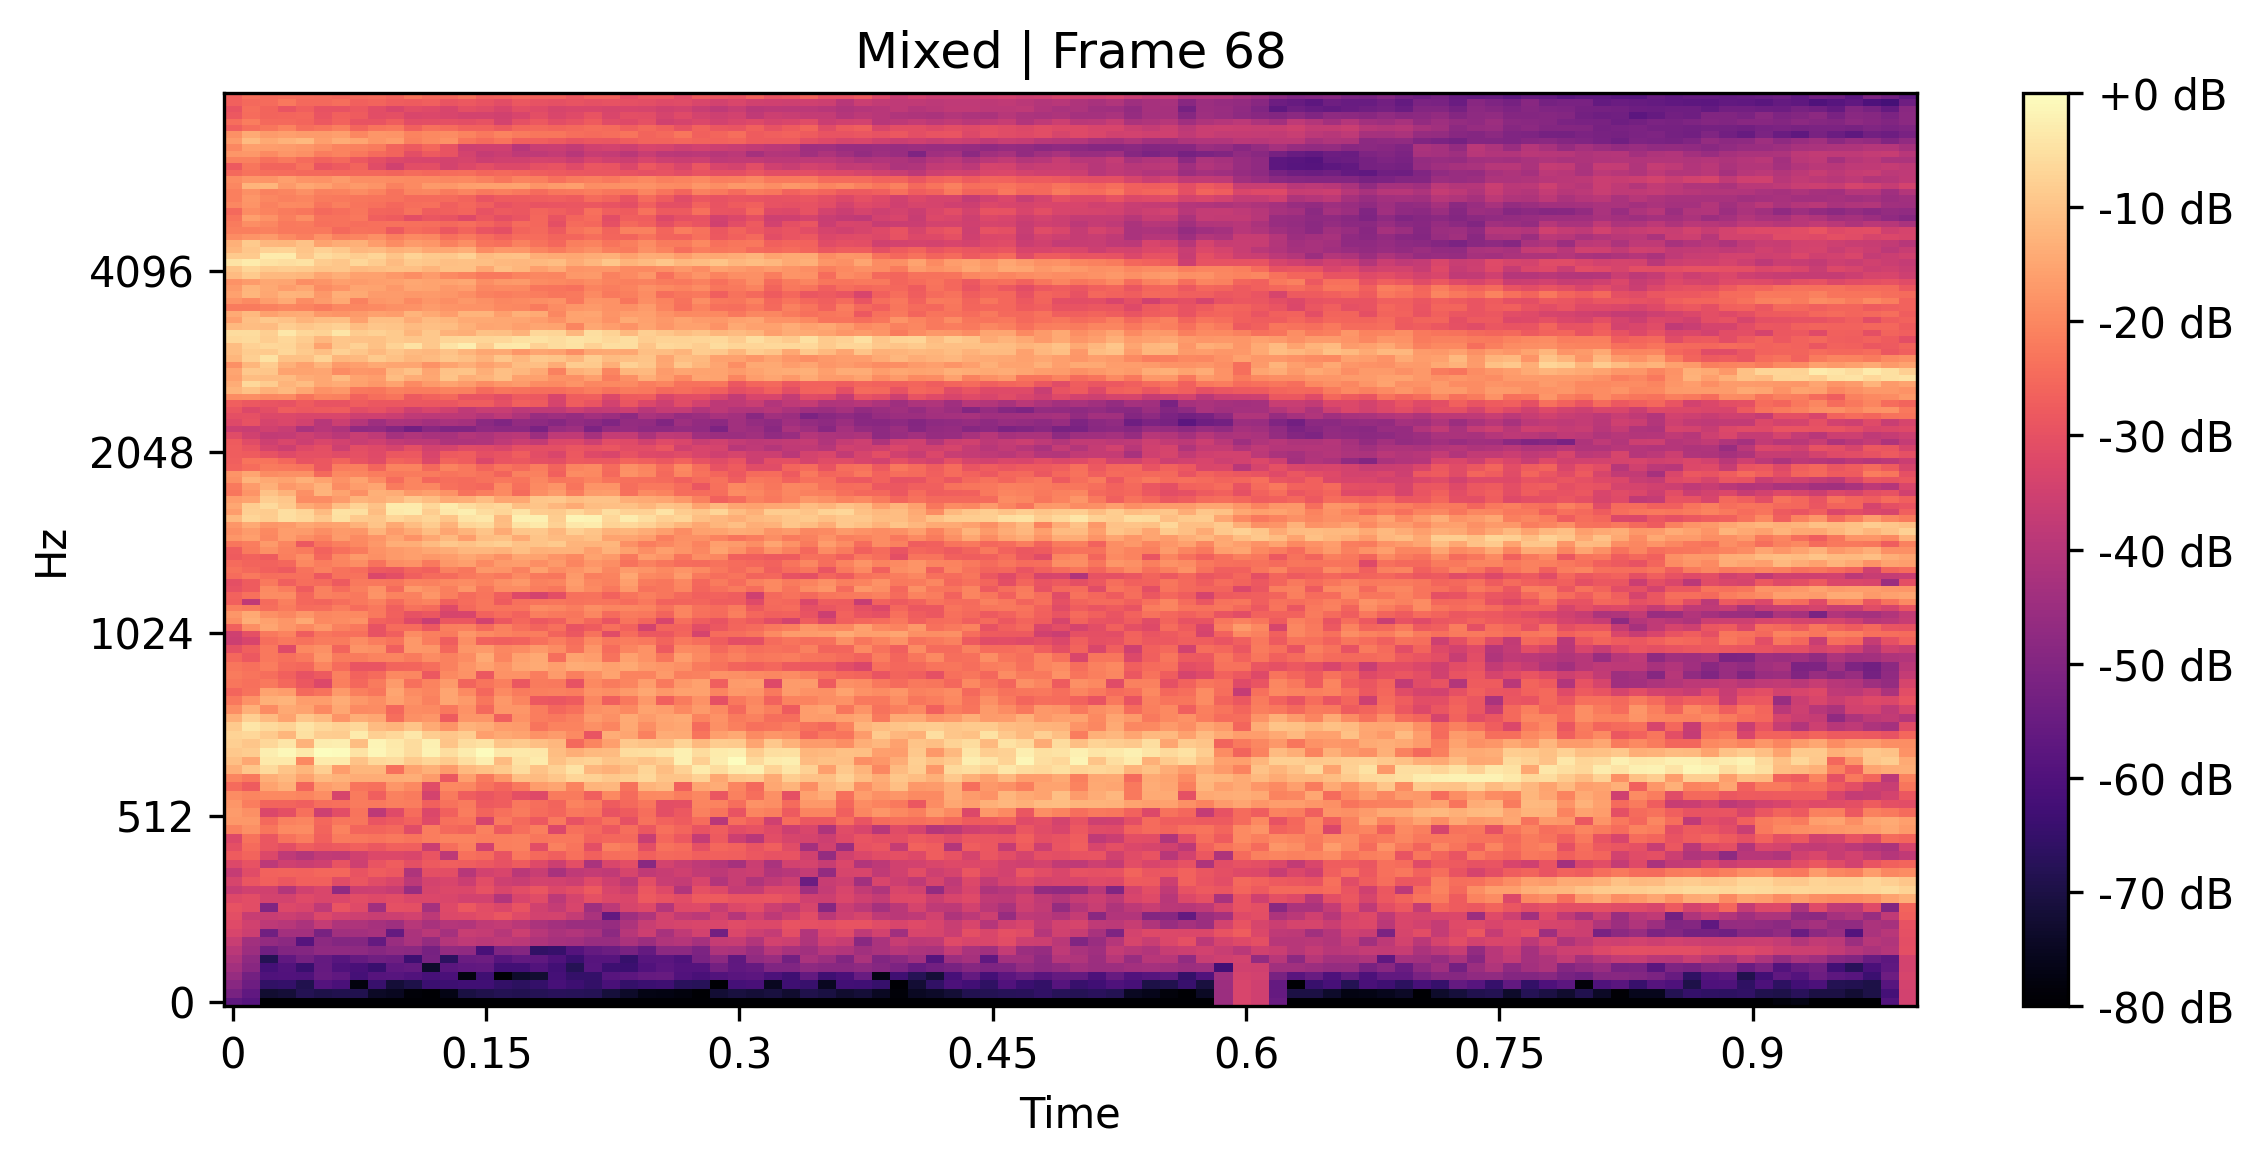 Mixed | Frame 68
+0 dB
-10 dB
-20 dB
-30 dB
-40 dB
-50 dB
-60 dB
-70 dB
-80 dB
4096
2048
1024
512
0
Hz
0 0.15 0.3 0.45 0.6 0.75 0.9
Time